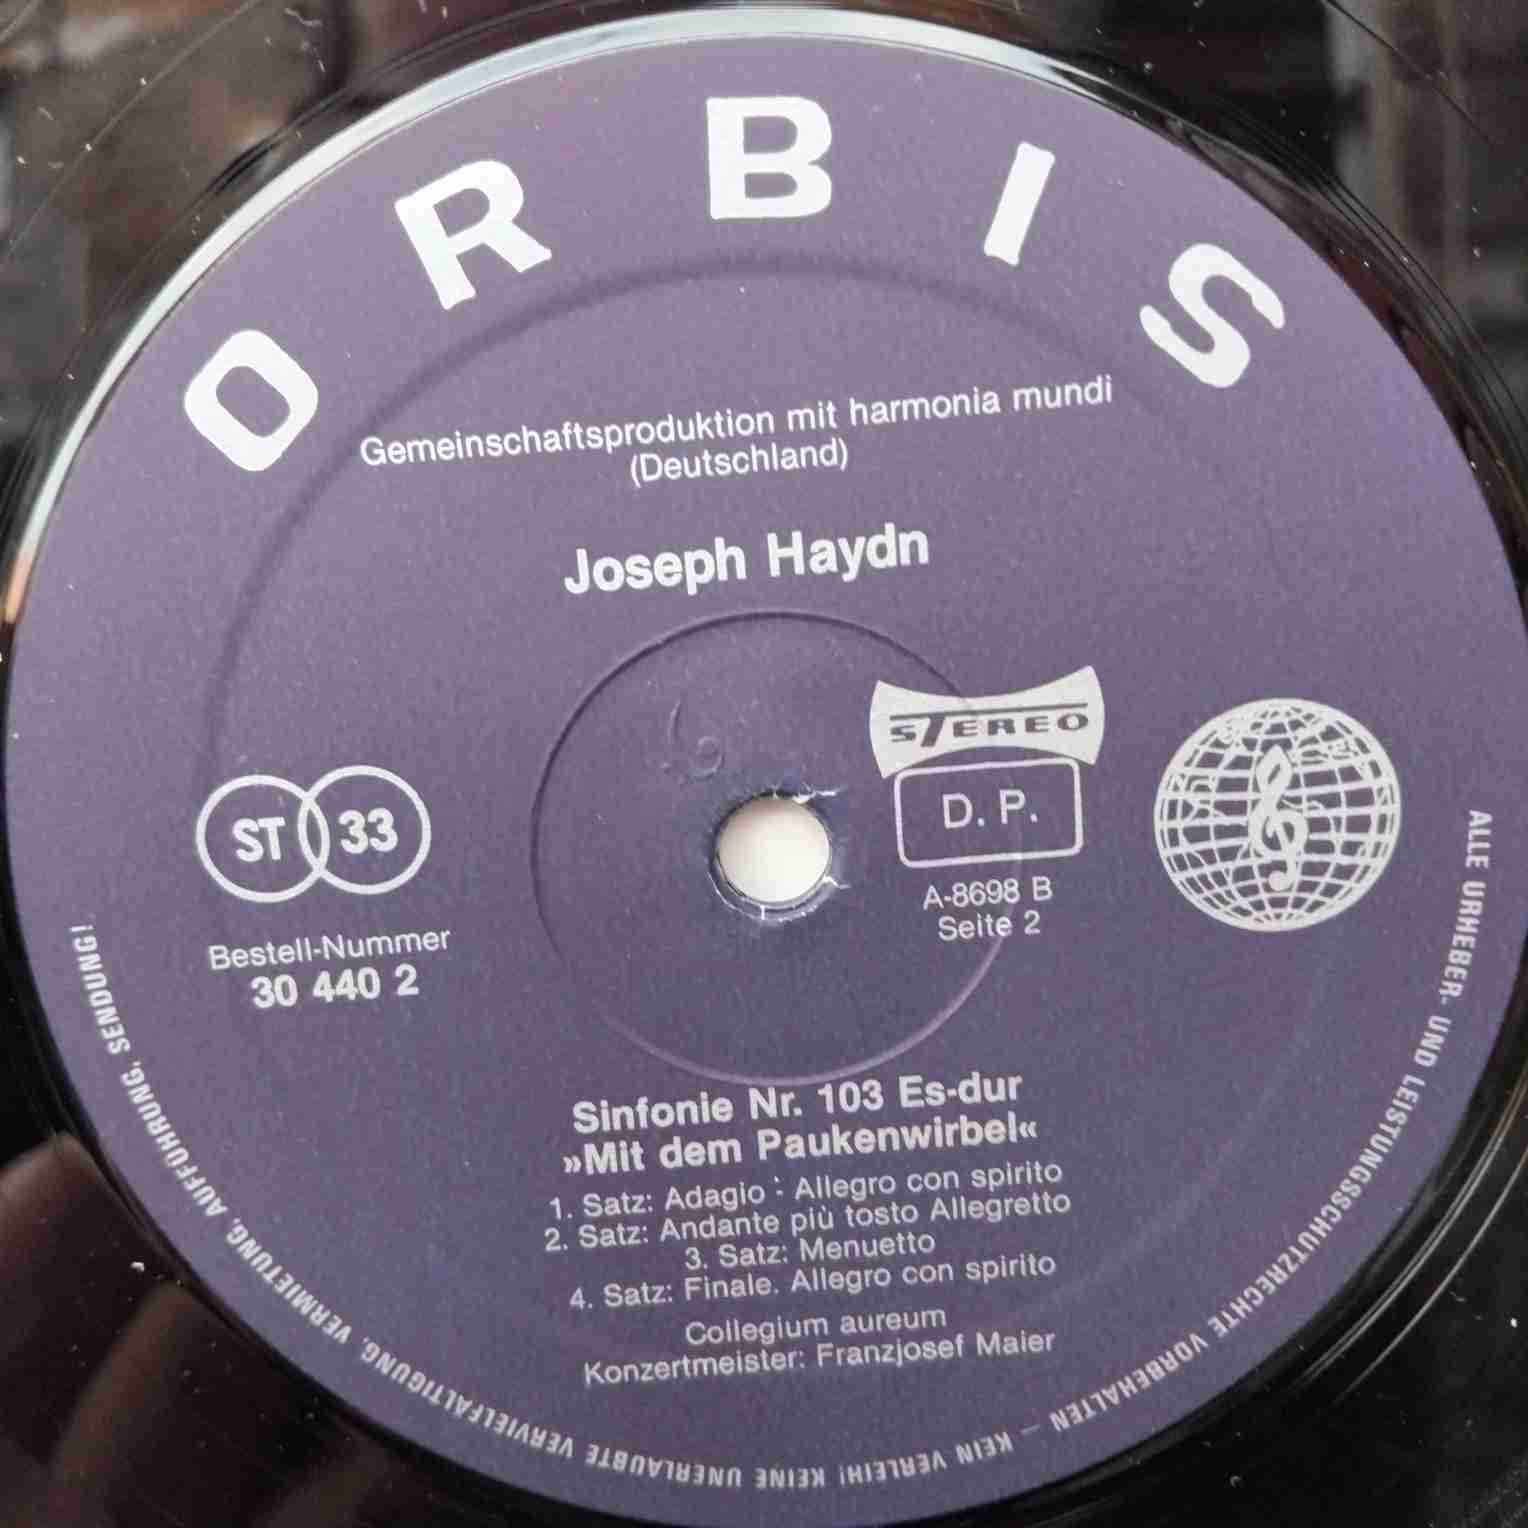 ORBIS
Gemeinschaftsproduktion mit harmonia mundi
(Deutschland)
Joseph Haydn
STEREO
D. P.
A-8698 B
Seite 2
ST 33
Bestell-Nummer
30 440 2
Sinfonie Nr. 103 Es-dur
»Mit dem Paukenwirbel«
1. Satz: Adagio - Allegro con spirito
2. Satz: Andante più tosto Allegretto
3. Satz: Menuetto
4. Satz: Finale. Allegro con spirito
Collegium aureum
Konzertmeister: Franzjosef Maier
ALLE URHEBER- UND LEISTUNGSSCHUTZRECHTE VORBEHALTEN – KEIN VERLEIH! KEINE UNERLAUBTE VERVIELFÄLTIGUNG, VERMIETUNG, AUFFÜHRUNG, SENDUNG!